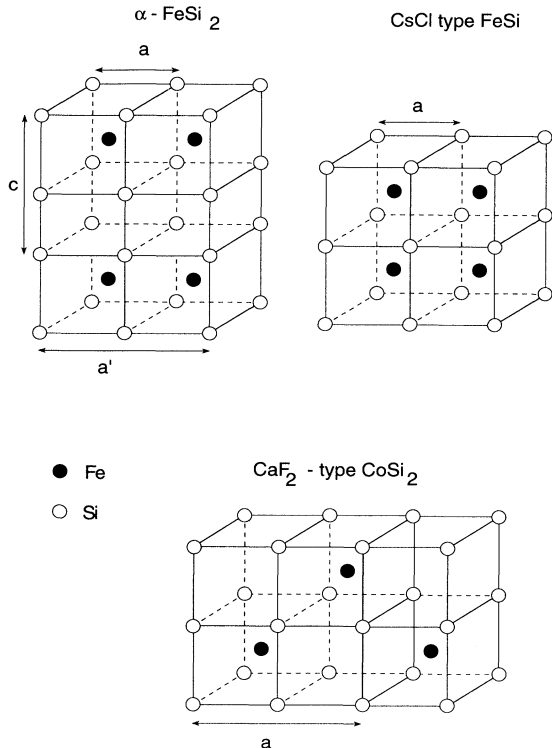 α - FeSi 2
CsCl type FeSi
a
a
c
a'
Fe
Si
CaF2 - type CoSi2
a